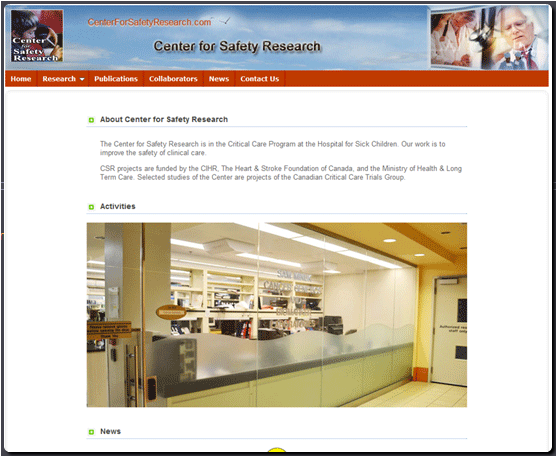 Center
for
Safety
Research
CenterForSafetyResearch.com
Center for Safety Research
Home Research Publications Collaborators News Contact Us
About Center for Safety Research
The Center for Safety Research is in the Critical Care Program at the Hospital for Sick Children. Our work is to
improve the safety of clinical care.
CSR projects are funded by the CIHR, The Heart & Stroke Foundation of Canada, and the Ministry of Health & Long
Term Care. Selected studies of the Center are projects of the Canadian Critical Care Trials Group.
Activities
News